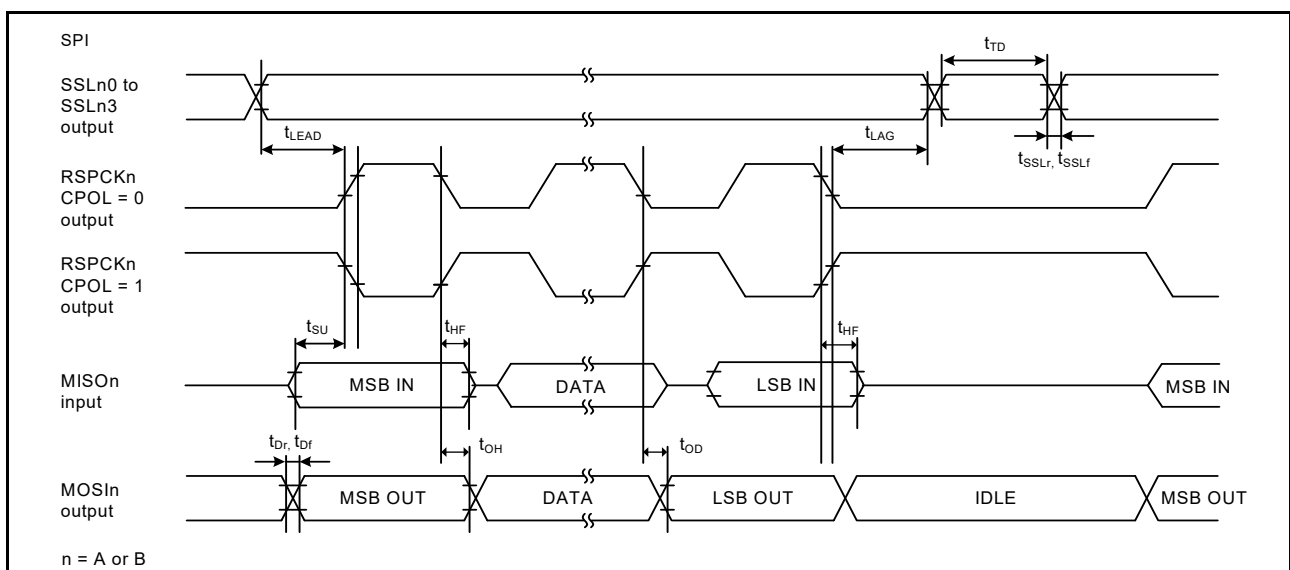 SPI
tTD
SSLn0 to
SSLn3
output
tLEAD
tLAG
tSSLr, tSSLf
RSPCKn
CPOL = 0
output
RSPCKn
CPOL = 1
output
tSU
tHF
tHF
MISOn
input
MSB IN
DATA
LSB IN
MSB IN
tDr, tDf
tOH
tOD
MOSIn
output
MSB OUT
DATA
LSB OUT
IDLE
MSB OUT
n = A or B